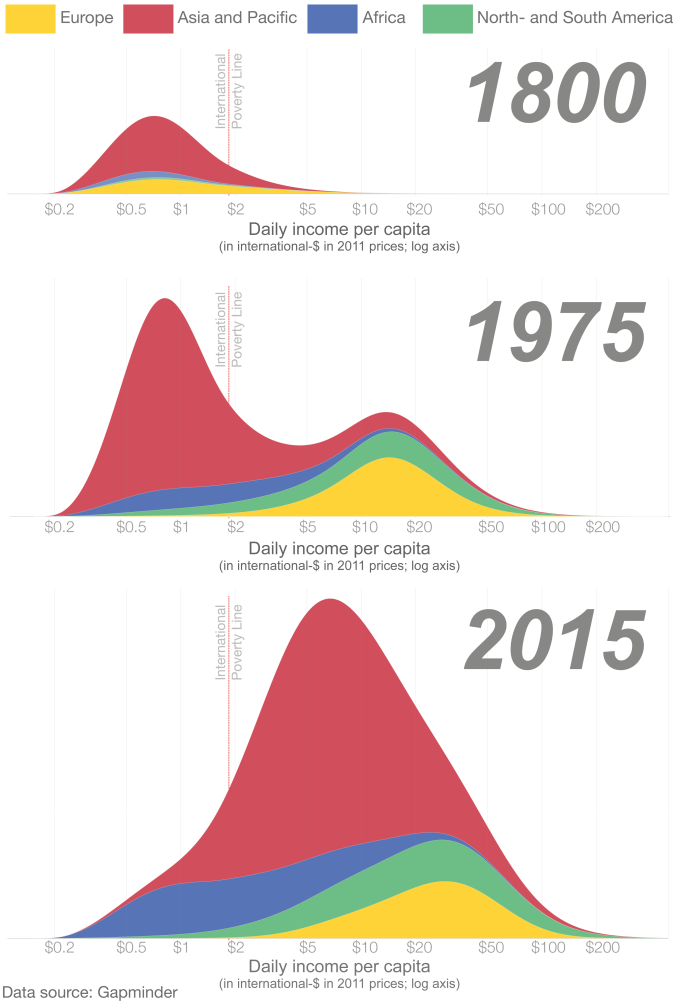 Europe Asia and Pacific Africa North- and South America
1800
International
Poverty Line
$0.2 $0.5 $1 $2 $5 $10 $20 $50 $100 $200
Daily income per capita
(in international-$ in 2011 prices; log axis)
1975
International
Poverty Line
$0.2 $0.5 $1 $2 $5 $10 $20 $50 $100 $200
Daily income per capita
(in international-$ in 2011 prices; log axis)
2015
International
Poverty Line
$0.2 $0.5 $1 $2 $5 $10 $20 $50 $100 $200
Daily income per capita
(in international-$ in 2011 prices; log axis)
Data source: Gapminder